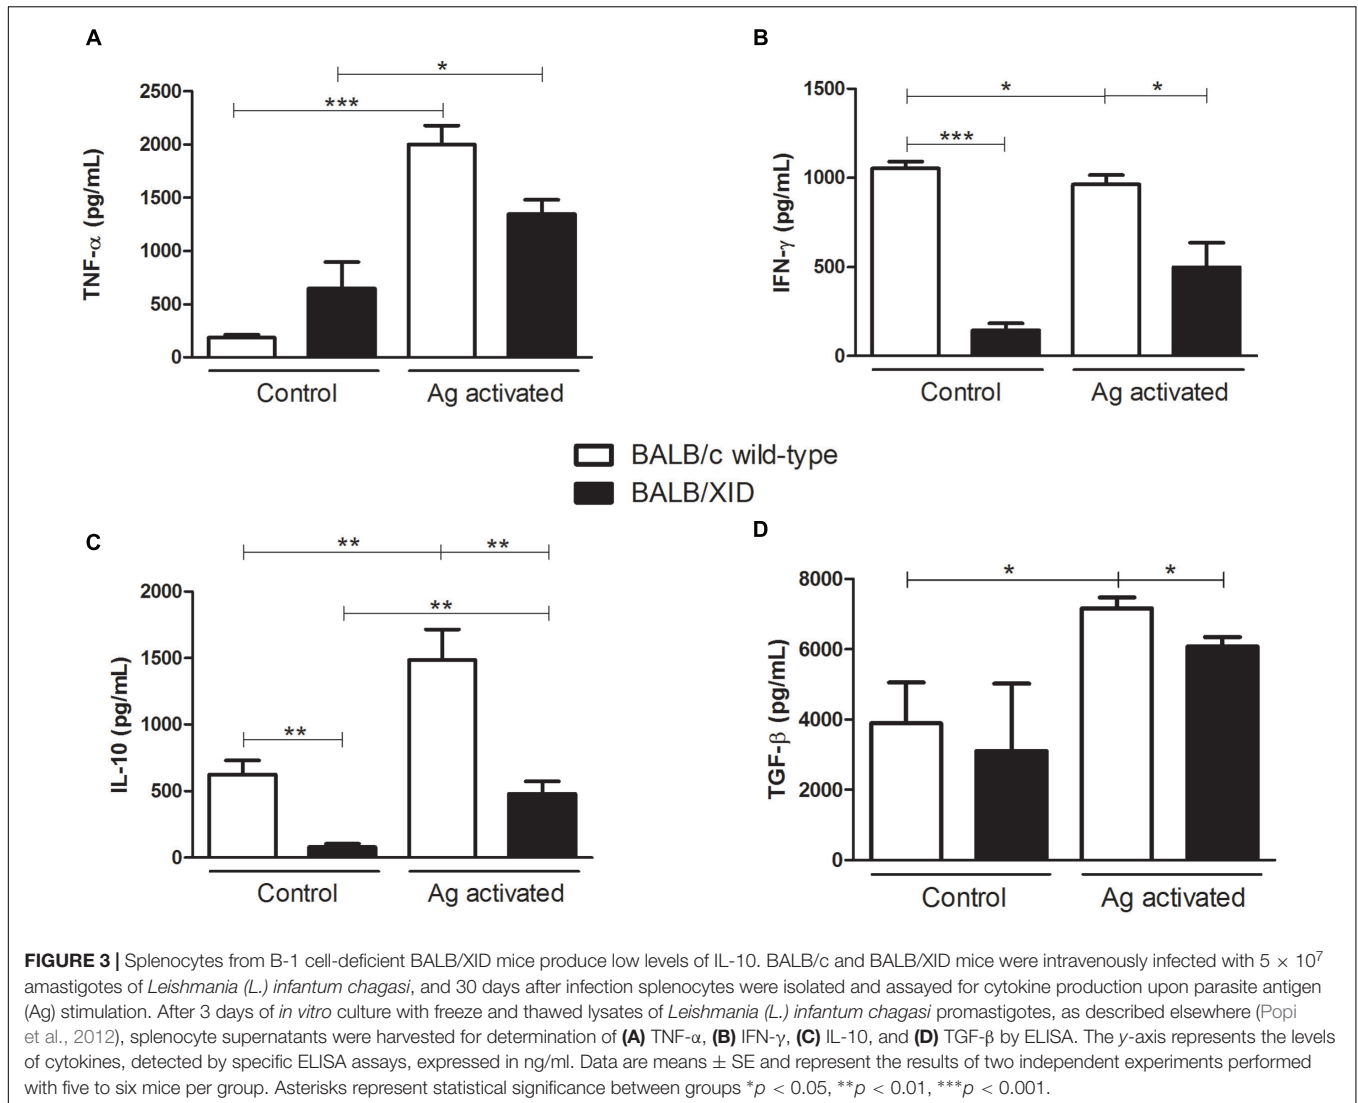 A
*
***
2500
2000
1500
1000
500
0
TNF-α (pg/mL)
Control
Ag activated
B
*
*
***
1500
1000
500
0
IFN-γ (pg/mL)
Control
Ag activated
BALB/c wild-type
BALB/XID
C
**
**
**
**
2000
1500
1000
500
0
IL-10 (pg/mL)
Control
Ag activated
D
*
*
8000
6000
4000
2000
0
TGF-β (pg/mL)
Control
Ag activated
FIGURE 3 | Splenocytes from B-1 cell-deficient BALB/XID mice produce low levels of IL-10. BALB/c and BALB/XID mice were intravenously infected with 5 × 10⁷
amastigotes of Leishmania (L.) infantum chagasi, and 30 days after infection splenocytes were isolated and assayed for cytokine production upon parasite antigen
(Ag) stimulation. After 3 days of in vitro culture with freeze and thawed lysates of Leishmania (L.) infantum chagasi promastigotes, as described elsewhere (Popi
et al., 2012), splenocyte supernatants were harvested for determination of (A) TNF-α, (B) IFN-γ, (C) IL-10, and (D) TGF-β by ELISA. The y-axis represents the levels
of cytokines, detected by specific ELISA assays, expressed in ng/ml. Data are means ± SE and represent the results of two independent experiments performed
with five to six mice per group. Asterisks represent statistical significance between groups *p < 0.05, **p < 0.01, ***p < 0.001.